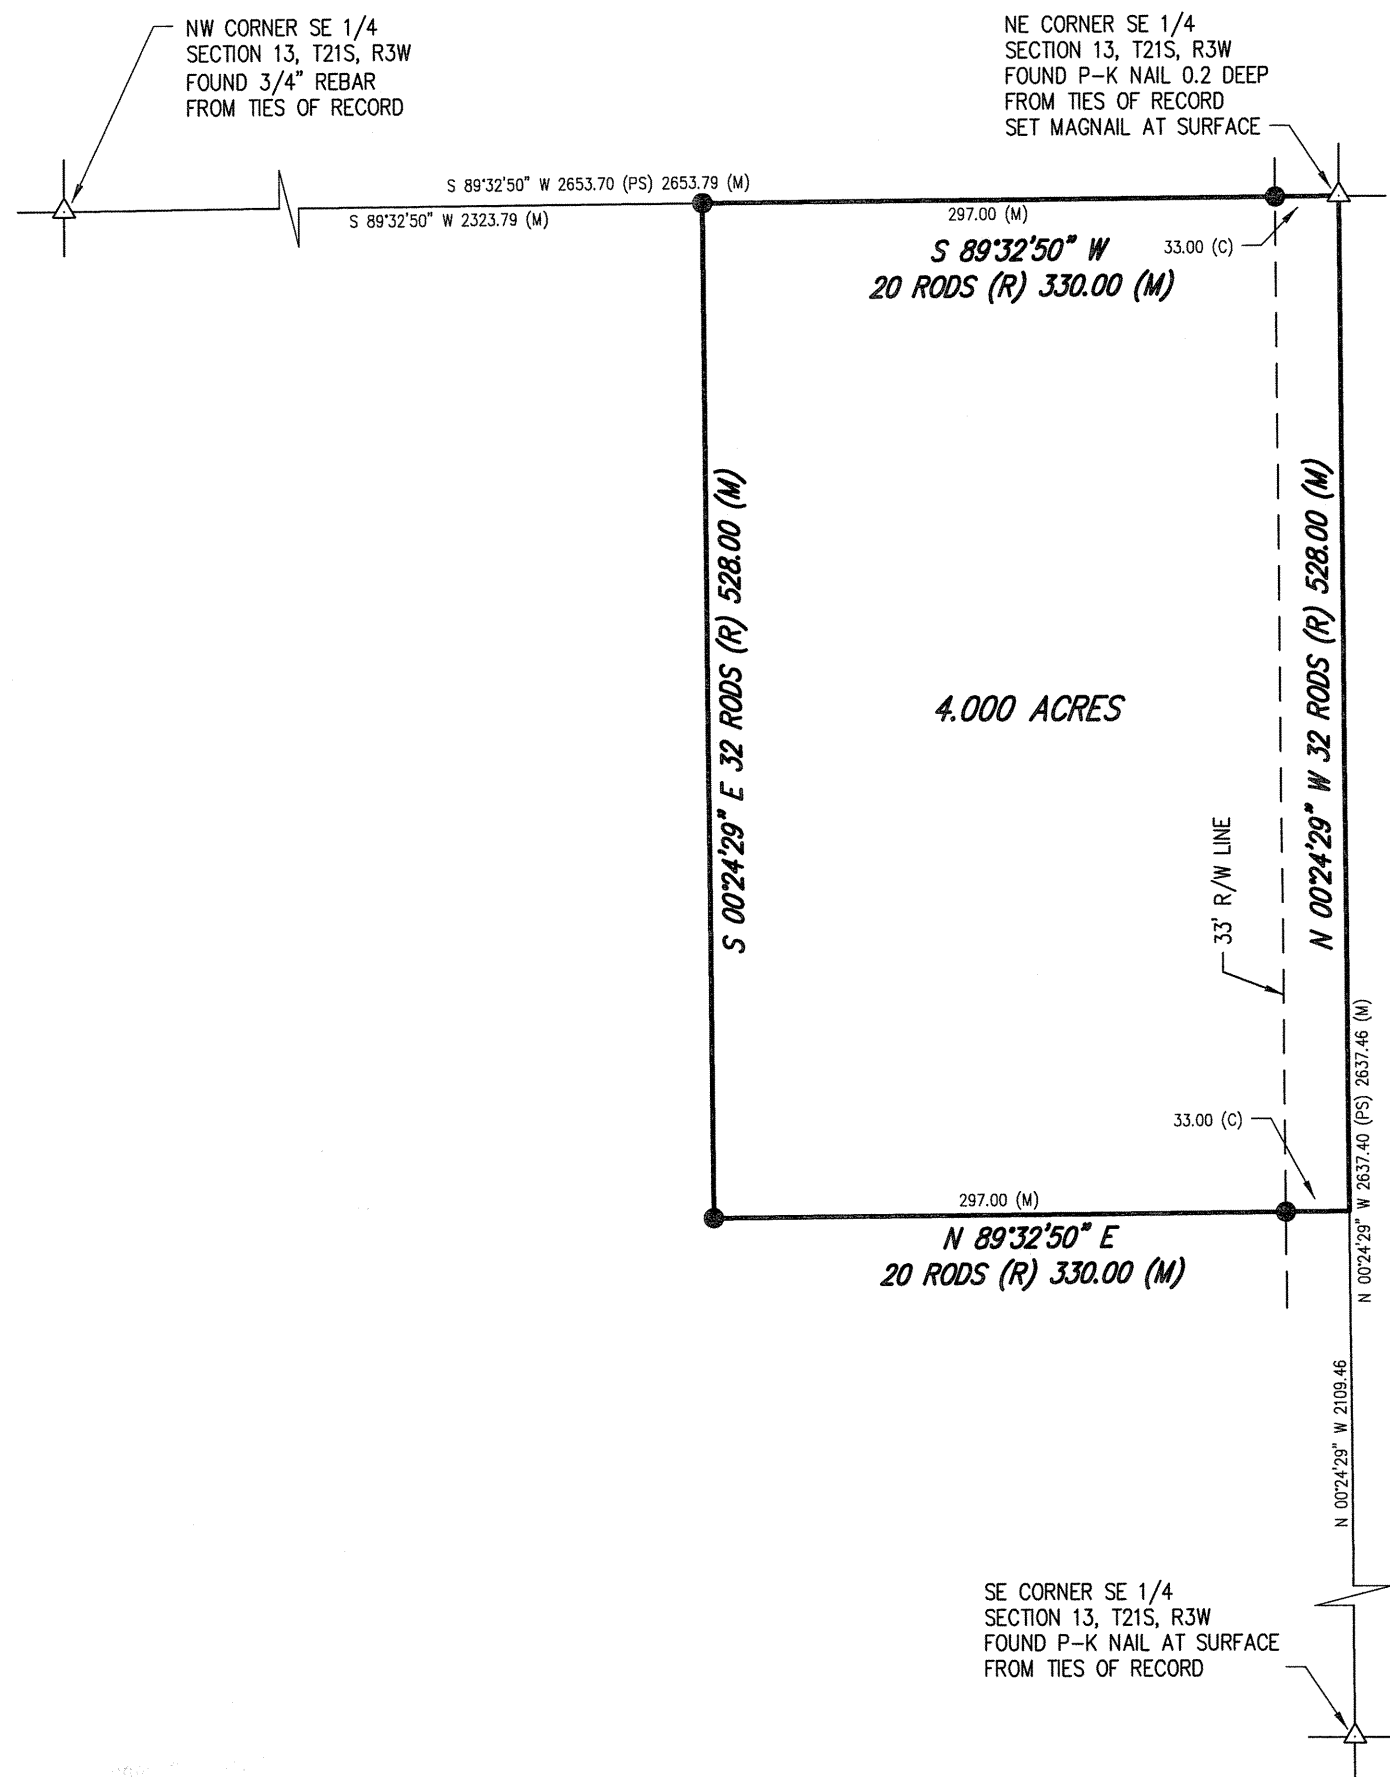 NW CORNER SE 1/4
SECTION 13, T21S, R3W
FOUND 3/4" REBAR
FROM TIES OF RECORD
NE CORNER SE 1/4
SECTION 13, T21S, R3W
FOUND P-K NAIL 0.2 DEEP
FROM TIES OF RECORD
SET MAGNAIL AT SURFACE
S 89°32'50" W 2653.70 (PS) 2653.79 (M)
S 89°32'50" W 2323.79 (M)
297.00 (M)
S 89°32'50" W
20 RODS (R) 330.00 (M)
33.00 (C)
S 00°24'29" E 32 RODS (R) 528.00 (M)
4.000 ACRES
N 00°24'29" W 32 RODS (R) 528.00 (M)
33' R/W LINE
33.00 (C)
N 00°24'29" W 2637.40 (PS) 2637.46 (M)
297.00 (M)
N 89°32'50" E
20 RODS (R) 330.00 (M)
N 00°24'29" W 2109.46
SE CORNER SE 1/4
SECTION 13, T21S, R3W
FOUND P-K NAIL AT SURFACE
FROM TIES OF RECORD